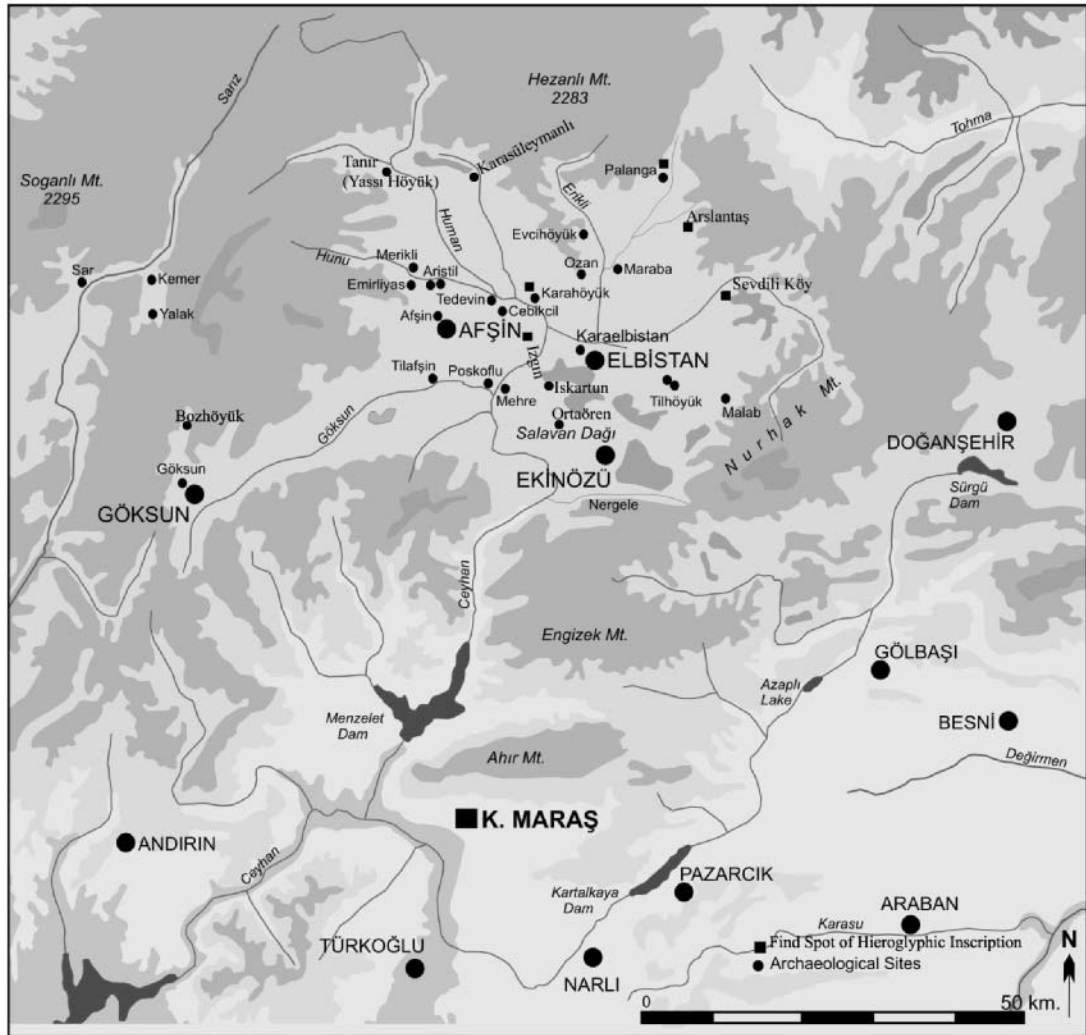 Hezanlı Mt.
2283
Sarız
Tohma
Karasüleymanlı
Tanır
(Yassı Höyük)
Palanga
Soganlı Mt.
2295
Erikli
Human
Arslantaş
Evcihöyük
Hunu
Merikli
Sar
Kemer
Emirliyas
Arıstıl
Ozan
Maraba
Tedevin
Karahöyük
Sevdili Köy
Yalak
Afşin
Cebikcil
AFŞİN
Izgın
Karaelbistan
ELBİSTAN
Tilafşin
Poskoflu
Mehre
Iskartun
Tilhöyük
Malab
Nurhak Mt.
Bozhöyük
Göksun
Ortaören
Salavan Dağı
DOĞANŞEHİR
Göksun
GÖKSUN
EKİNÖZÜ
Nergele
Sürgü
Dam
Ceyhan
Engizek Mt.
GÖLBAŞI
Azaplı
Lake
Menzelet
Dam
BESNİ
Ahır Mt.
Değirmen
K. MARAŞ
ANDIRIN
Ceyhan
PAZARCIK
Kartalkaya
Dam
ARABAN
Karasu
TÜRKOĞLU
NARLI
Find Spot of Hieroglyphic Inscription
Archaeological Sites
N
0
50 km.